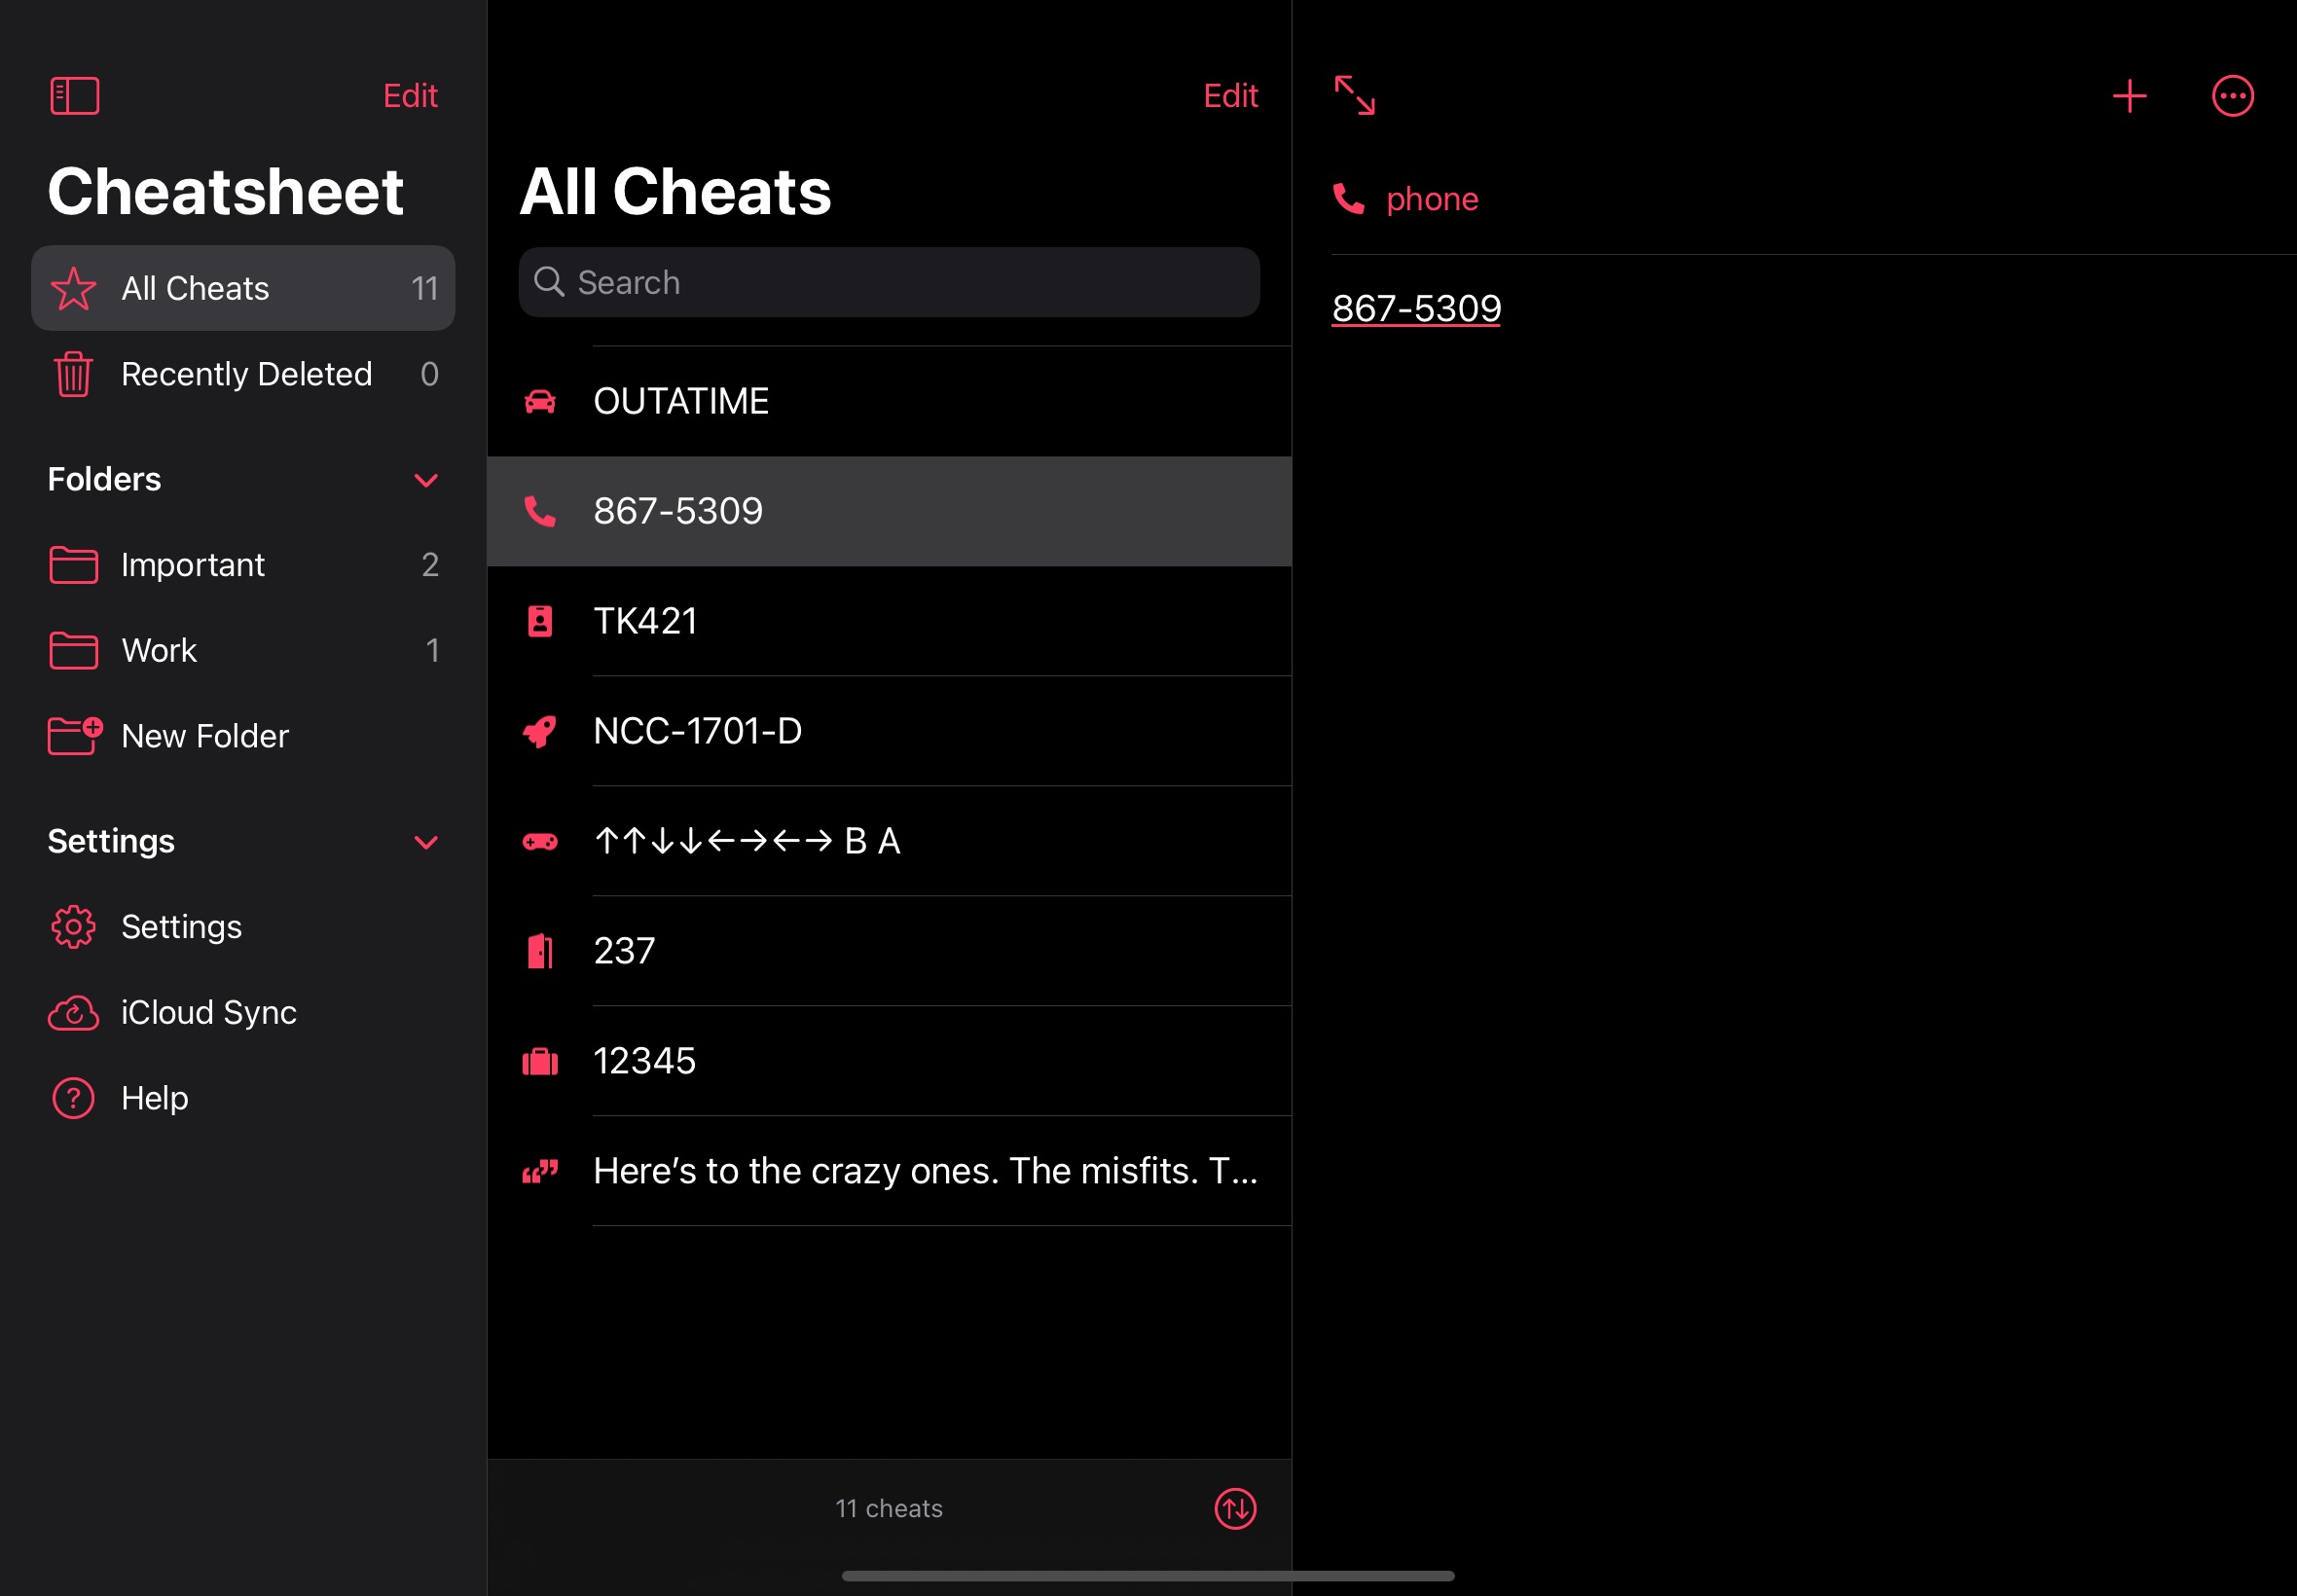 Edit
Cheatsheet
All Cheats 11
Recently Deleted 0
Folders
Important 2
Work 1
New Folder
Settings
Settings
iCloud Sync
Help
Edit
All Cheats
Search
OUTATIME
867-5309
TK421
NCC-1701-D
↑↑↓↓←→←→ B A
237
12345
Here’s to the crazy ones. The misfits. T...
11 cheats
phone
867-5309